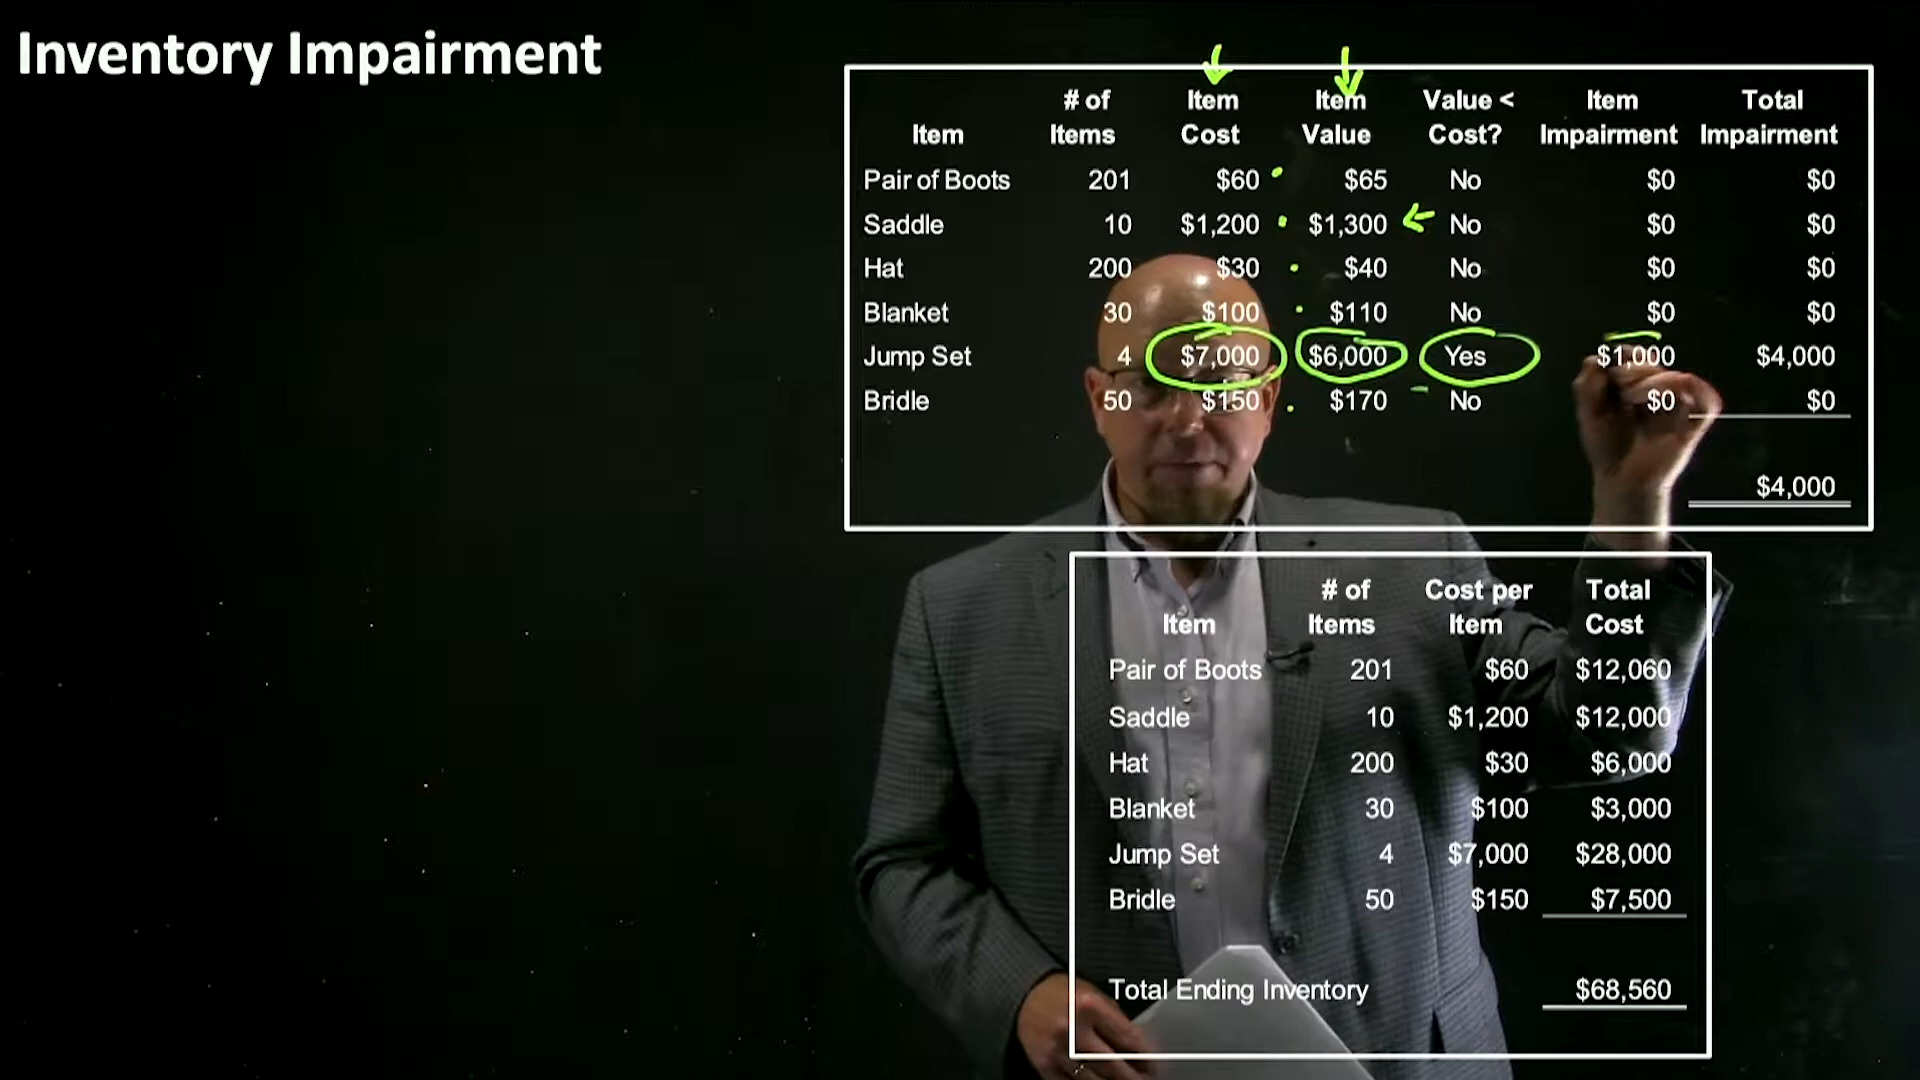 Inventory Impairment
# of Item Item Value < Item Total
Item Items Cost Value Cost? Impairment Impairment
Pair of Boots 201 $60 $65 No $0 $0
Saddle 10 $1,200 $1,300 No $0 $0
Hat 200 $30 $40 No $0 $0
Blanket 30 $100 $110 No $0 $0
Jump Set 4 $7,000 $6,000 Yes $1,000 $4,000
Bridle 50 $150 $170 No $0 $0
$4,000
# of Cost per Total
Item Items Item Cost
Pair of Boots 201 $60 $12,060
Saddle 10 $1,200 $12,000
Hat 200 $30 $6,000
Blanket 30 $100 $3,000
Jump Set 4 $7,000 $28,000
Bridle 50 $150 $7,500
Total Ending Inventory $68,560